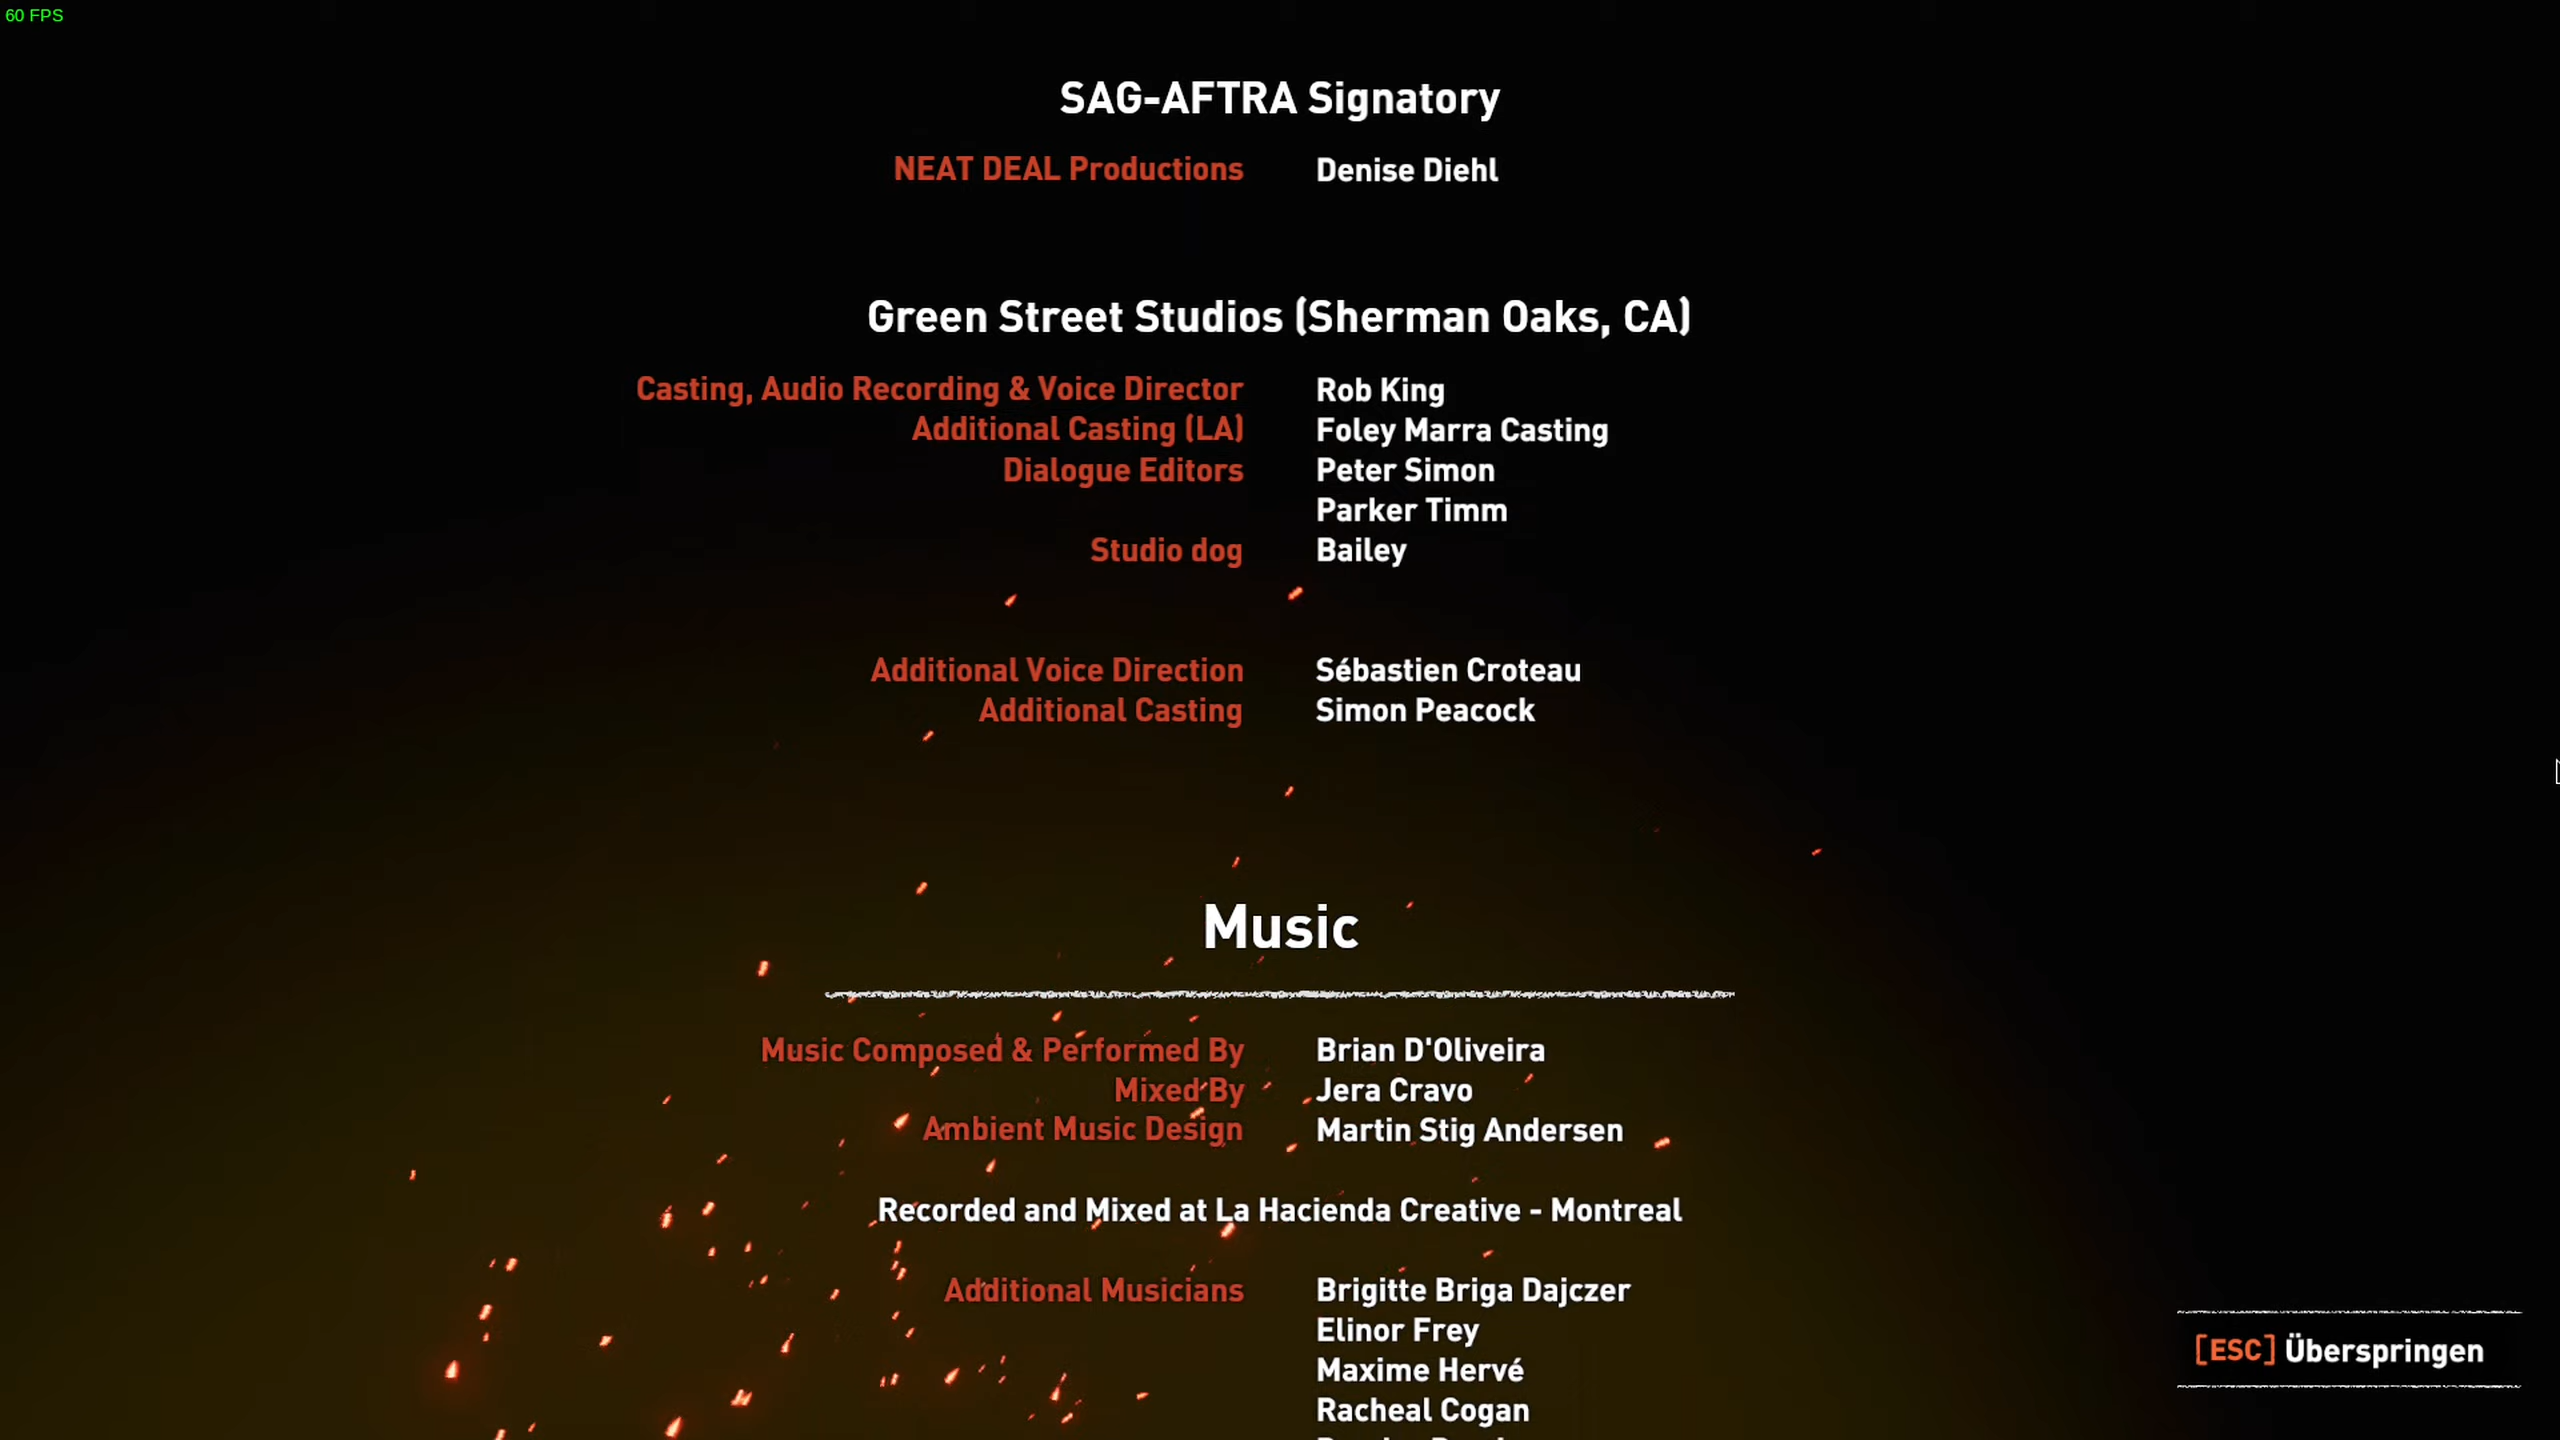 60 FPS
SAG-AFTRA Signatory
NEAT DEAL Productions Denise Diehl
Green Street Studios (Sherman Oaks, CA)
Casting, Audio Recording & Voice Director Rob King
Additional Casting (LA) Foley Marra Casting
Dialogue Editors Peter Simon
Parker Timm
Studio dog Bailey
Additional Voice Direction Sébastien Croteau
Additional Casting Simon Peacock
Music
Music Composed & Performed By Brian D'Oliveira
Mixed By Jera Cravo
Ambient Music Design Martin Stig Andersen
Recorded and Mixed at La Hacienda Creative - Montreal
Additional Musicians Brigitte Briga Dajczer
Elinor Frey
Maxime Hervé
Racheal Cogan
[ESC] Überspringen